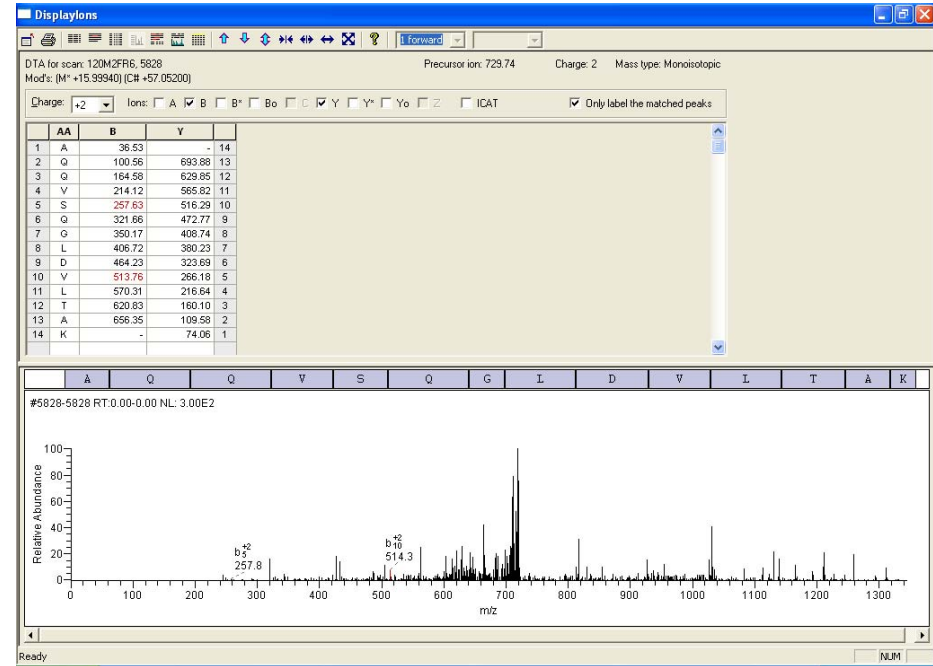 DisplayIons
1 forward
DTA for scan: 120M2FR6, 5828 Precursor ion: 729.74 Charge: 2 Mass type: Monoisotopic
Mod's: (M* +15.99940) (C# +57.05200)
Charge: +2 Ions: A B B* Bo C Y Y* Yo Z ICAT Only label the matched peaks
AA B Y
1 A 36.53 - 14
2 Q 100.56 693.88 13
3 Q 164.58 629.85 12
4 V 214.12 565.82 11
5 S 257.63 516.29 10
6 Q 321.66 472.77 9
7 G 350.17 408.74 8
8 L 406.72 380.23 7
9 D 464.23 323.69 6
10 V 513.76 266.18 5
11 L 570.31 216.64 4
12 T 620.83 160.10 3
13 A 656.35 109.58 2
14 K - 74.06 1
A Q Q V S Q G L D V L T A K
#5828-5828 RT:0.00-0.00 NL: 3.00E2
Relative Abundance
100
80
60
40
20
0
b5+2
257.8
b10+2
514.3
0 100 200 300 400 500 600 700 800 900 1000 1100 1200 1300
m/z
Ready NUM